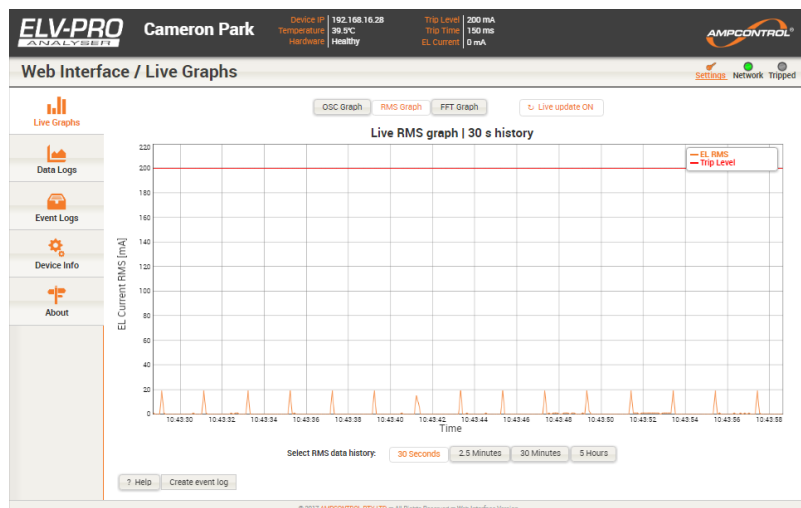 ELV-PRO
ANALYSER
Cameron Park
Device IP 192.168.16.28
Temperature 39.5°C
Hardware Healthy
Trip Level 200 mA
Trip Time 150 ms
EL Current 0 mA
AMPCONTROL®
Web Interface / Live Graphs
Settings Network Tripped
Live Graphs
Data Logs
Event Logs
Device Info
About
OSC Graph RMS Graph FFT Graph ↻ Live update ON
Live RMS graph | 30 s history
EL RMS
Trip Level
EL Current RMS [mA]
220
200
180
160
140
120
100
80
60
40
20
0
10:43:30 10:43:32 10:43:34 10:43:36 10:43:38 10:43:40 10:43:42 10:43:44 10:43:46 10:43:48 10:43:50 10:43:52 10:43:54 10:43:56 10:43:58
Time
Select RMS data history: 30 Seconds 2.5 Minutes 30 Minutes 5 Hours
? Help Create event log